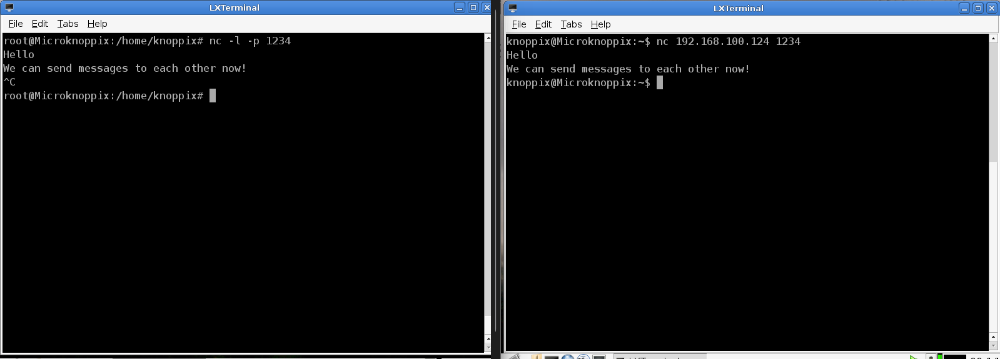 LXTerminal
File Edit Tabs Help
root@Microknoppix:/home/knoppix# nc -l -p 1234
Hello
We can send messages to each other now!
^C
root@Microknoppix:/home/knoppix#
LXTerminal
File Edit Tabs Help
knoppix@Microknoppix:~$ nc 192.168.100.124 1234
Hello
We can send messages to each other now!
knoppix@Microknoppix:~$